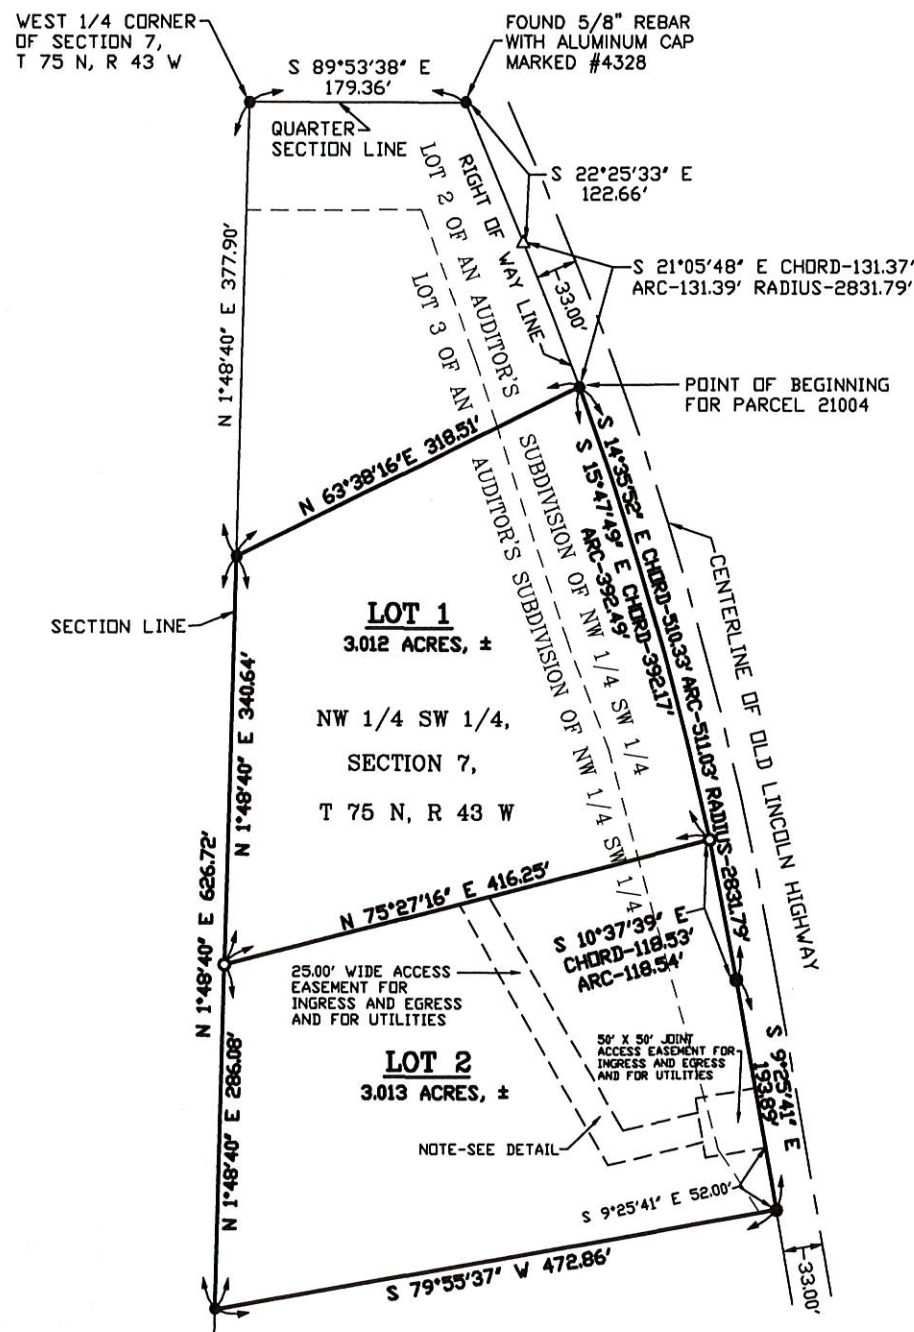 WEST 1/4 CORNER
OF SECTION 7,
T 75 N, R 43 W
FOUND 5/8" REBAR
WITH ALUMINUM CAP
MARKED #4328
S 89°53'38" E
179.36'
QUARTER
SECTION LINE
S 22°25'33" E
122.66'
S 21°05'48" E CHORD-131.37'
ARC-131.39' RADIUS-2831.79'
RIGHT OF WAY LINE
33.00'
LOT 2 OF AN AUDITOR'S
SUBDIVISION OF NW 1/4 SW 1/4
LOT 3 OF AN
AUDITOR'S SUBDIVISION OF NW 1/4 SW 1/4
N 1°48'40" E 377.90'
POINT OF BEGINNING
FOR PARCEL 21004
N 63°38'16"E 318.51'
S 14°35'52" E CHORD-510.33' ARC-511.03' RADIUS-2831.79'
S 15°47'49" E CHORD-392.17'
ARC-392.49'
CENTERLINE OF OLD LINCOLN HIGHWAY
SECTION LINE
LOT 1
3.012 ACRES, ±
NW 1/4 SW 1/4,
SECTION 7,
T 75 N, R 43 W
N 1°48'40" E 340.64'
N 1°48'40" E 626.72'
N 75°27'16" E 416.25'
S 10°37'39" E
CHORD-118.53'
ARC-118.54'
25.00' WIDE ACCESS
EASEMENT FOR
INGRESS AND EGRESS
AND FOR UTILITIES
50' X 50' JOINT
ACCESS EASEMENT FOR
INGRESS AND EGRESS
AND FOR UTILITIES
LOT 2
3.013 ACRES, ±
N 1°48'40" E 286.08'
S 9°25'41" E
193.89'
NOTE-SEE DETAIL
S 9°25'41" E 52.00'
S 79°55'37" W 472.86'
33.00'